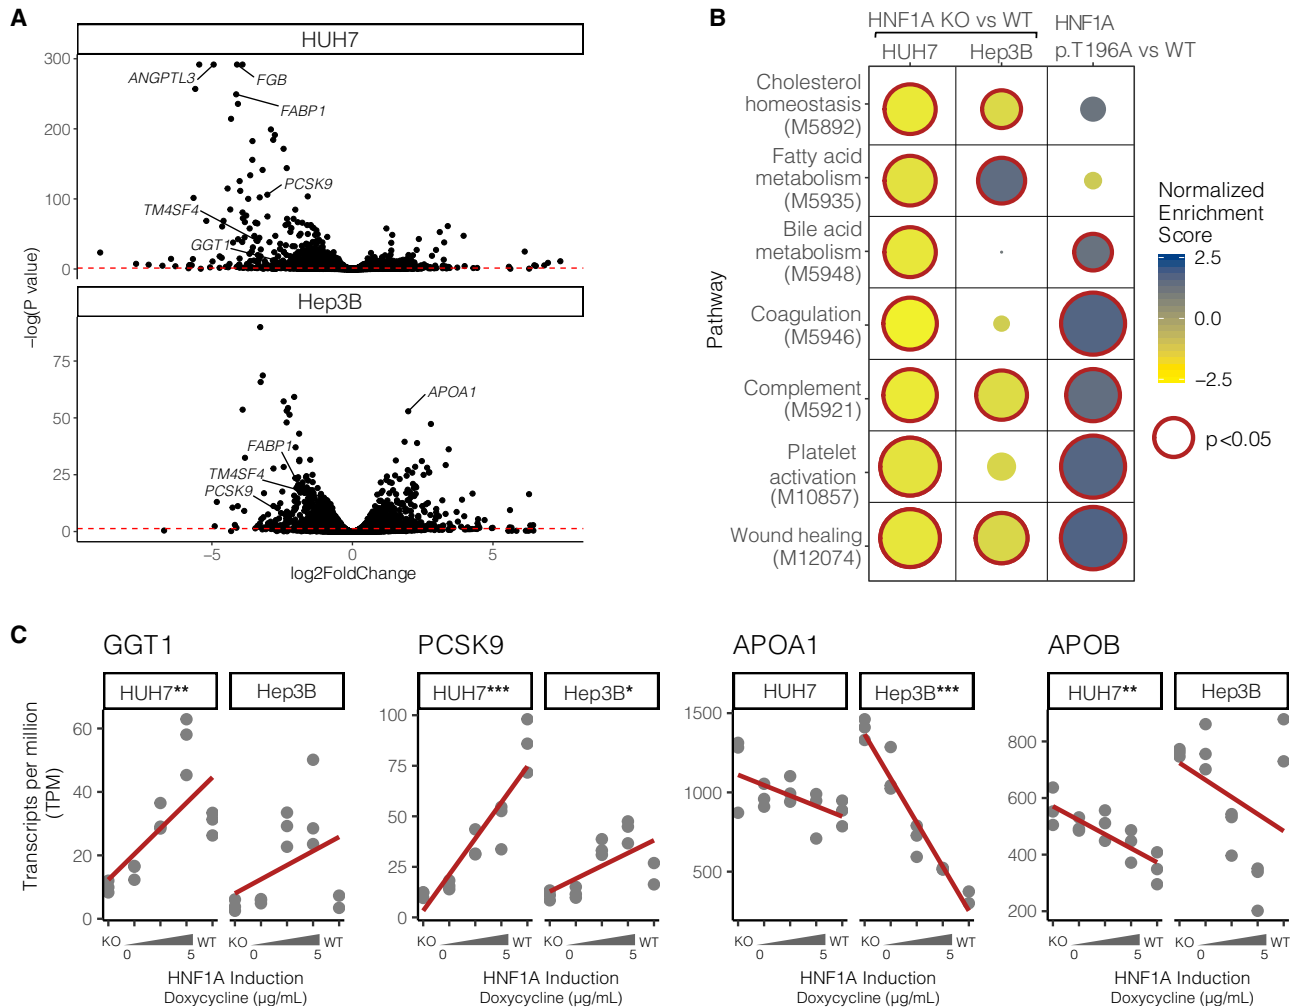 A
HUH7
300
200
100
0
ANGPTL3
FGB
FABP1
PCSK9
TM4SF4
GGT1
−log(P value)
Hep3B
75
50
25
0
APOA1
FABP1
TM4SF4
PCSK9
−5
0
5
log2FoldChange
B
HNF1A KO vs WT
HNF1A
p.T196A vs WT
HUH7
Hep3B
Pathway
Cholesterol
homeostasis
(M5892)
Fatty acid
metabolism
(M5935)
Bile acid
metabolism
(M5948)
Coagulation
(M5946)
Complement
(M5921)
Platelet
activation
(M10857)
Wound healing
(M12074)
Normalized
Enrichment
Score
2.5
0.0
−2.5
p<0.05
C
Transcripts per million
(TPM)
GGT1
HUH7**
Hep3B
60
40
20
0
KO
WT
KO
WT
0
5
0
5
HNF1A Induction
Doxycycline (µg/mL)
PCSK9
HUH7***
Hep3B*
100
75
50
25
0
KO
WT
KO
WT
0
5
0
5
HNF1A Induction
Doxycycline (µg/mL)
APOA1
HUH7
Hep3B***
1500
1000
500
KO
WT
KO
WT
0
5
0
5
HNF1A Induction
Doxycycline (µg/mL)
APOB
HUH7**
Hep3B
800
600
400
200
KO
WT
KO
WT
0
5
0
5
HNF1A Induction
Doxycycline (µg/mL)